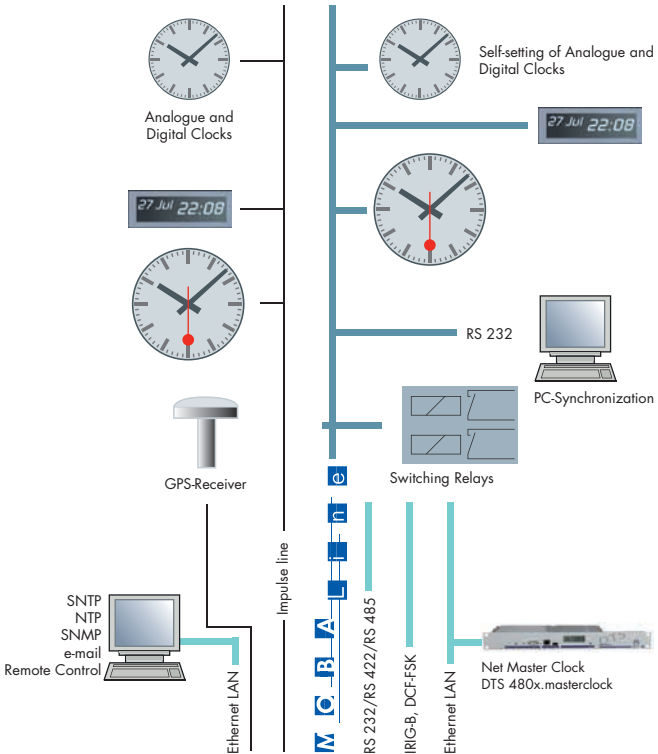 Self-setting of Analogue and
Digital Clocks
Analogue and
Digital Clocks
27 Jul 22:08
27 Jul 22:08
RS 232
PC-Synchronization
GPS-Receiver
Switching Relays
Impulse line
MOBALine
RS 232/RS 422/RS 485
IRIG-B, DCF-FSK
Ethernet LAN
SNTP
NTP
SNMP
e-mail
Remote Control
Ethernet LAN
Net Master Clock
DTS 480x.masterclock